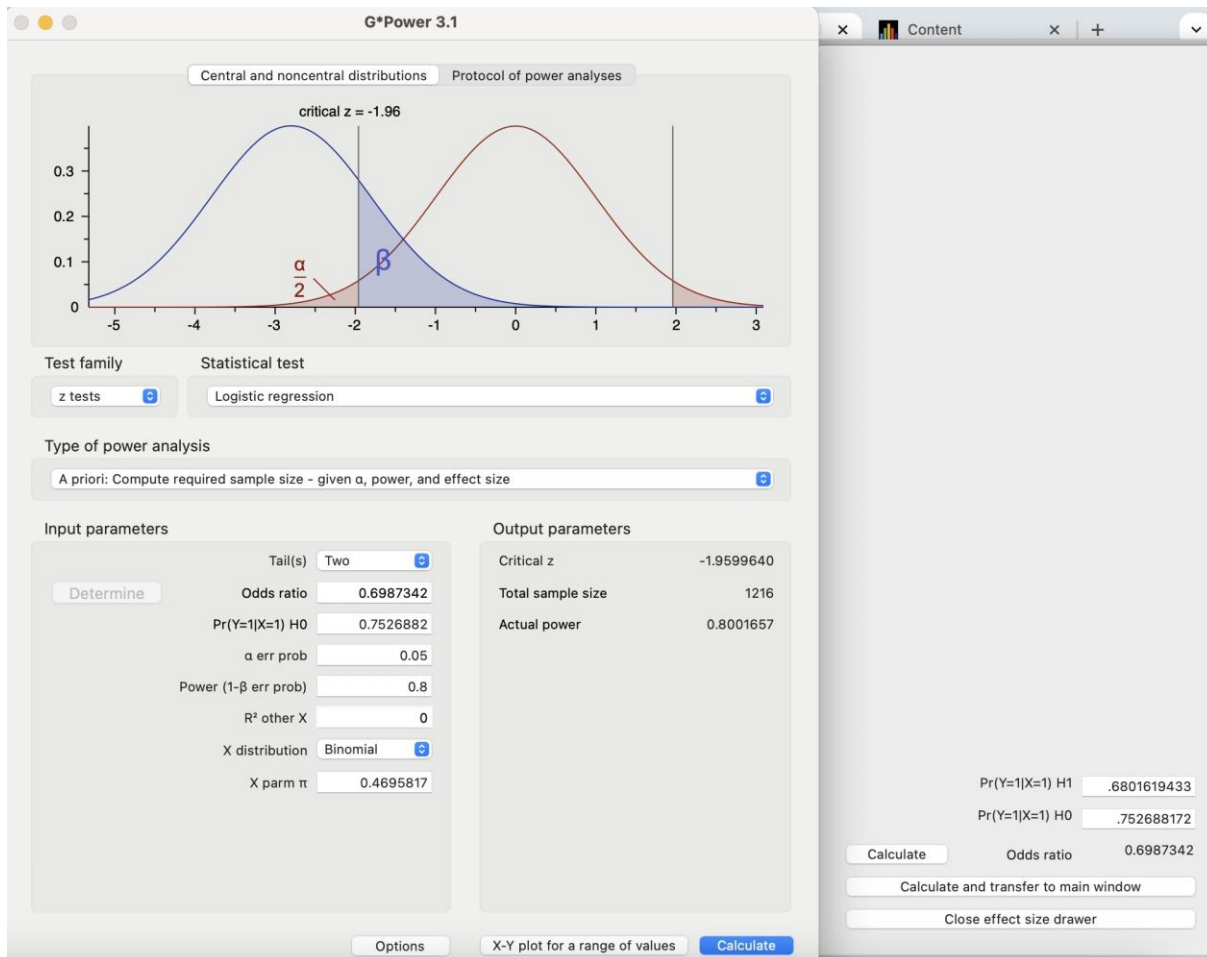 G*Power 3.1
Content
Central and noncentral distributions Protocol of power analyses
critical z = -1.96
0.3
0.2
0.1
0
α
2
β
-5 -4 -3 -2 -1 0 1 2 3
Test family Statistical test
z tests Logistic regression
Type of power analysis
A priori: Compute required sample size - given α, power, and effect size
Input parameters Output parameters
Tail(s) Two Critical z -1.9599640
Determine Odds ratio 0.6987342 Total sample size 1216
Pr(Y=1|X=1) H0 0.7526882 Actual power 0.8001657
α err prob 0.05
Power (1-β err prob) 0.8
R² other X 0
X distribution Binomial
X parm π 0.4695817
Pr(Y=1|X=1) H1 .6801619433
Pr(Y=1|X=1) H0 .752688172
Calculate Odds ratio 0.6987342
Calculate and transfer to main window
Close effect size drawer
Options X-Y plot for a range of values Calculate